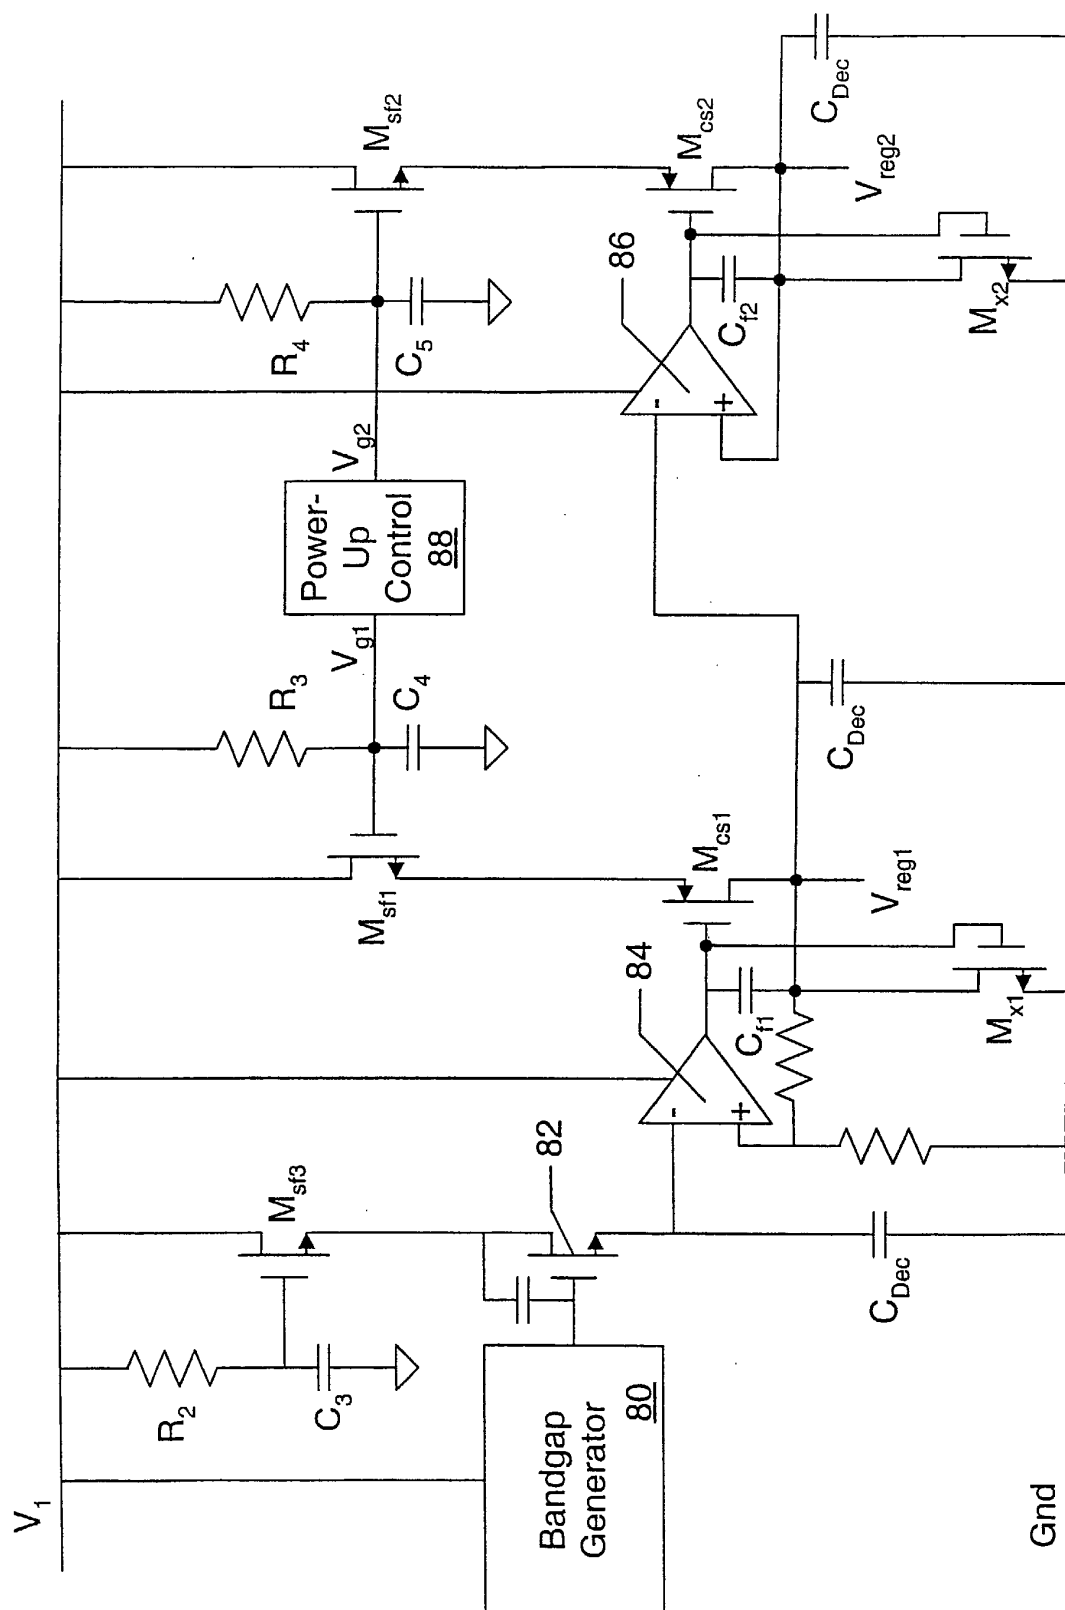 V1
R2
C3
Msf3
Bandgap
Generator
80
82
CDec
Gnd
84
+
-
Cf1
Mx1
Msf1
Mcs1
Vreg1
CDec
R3
C4
Vg1
Power-
Up
Control
88
Vg2
R4
C5
86
+
-
Cf2
Mx2
Msf2
Mcs2
Vreg2
CDec